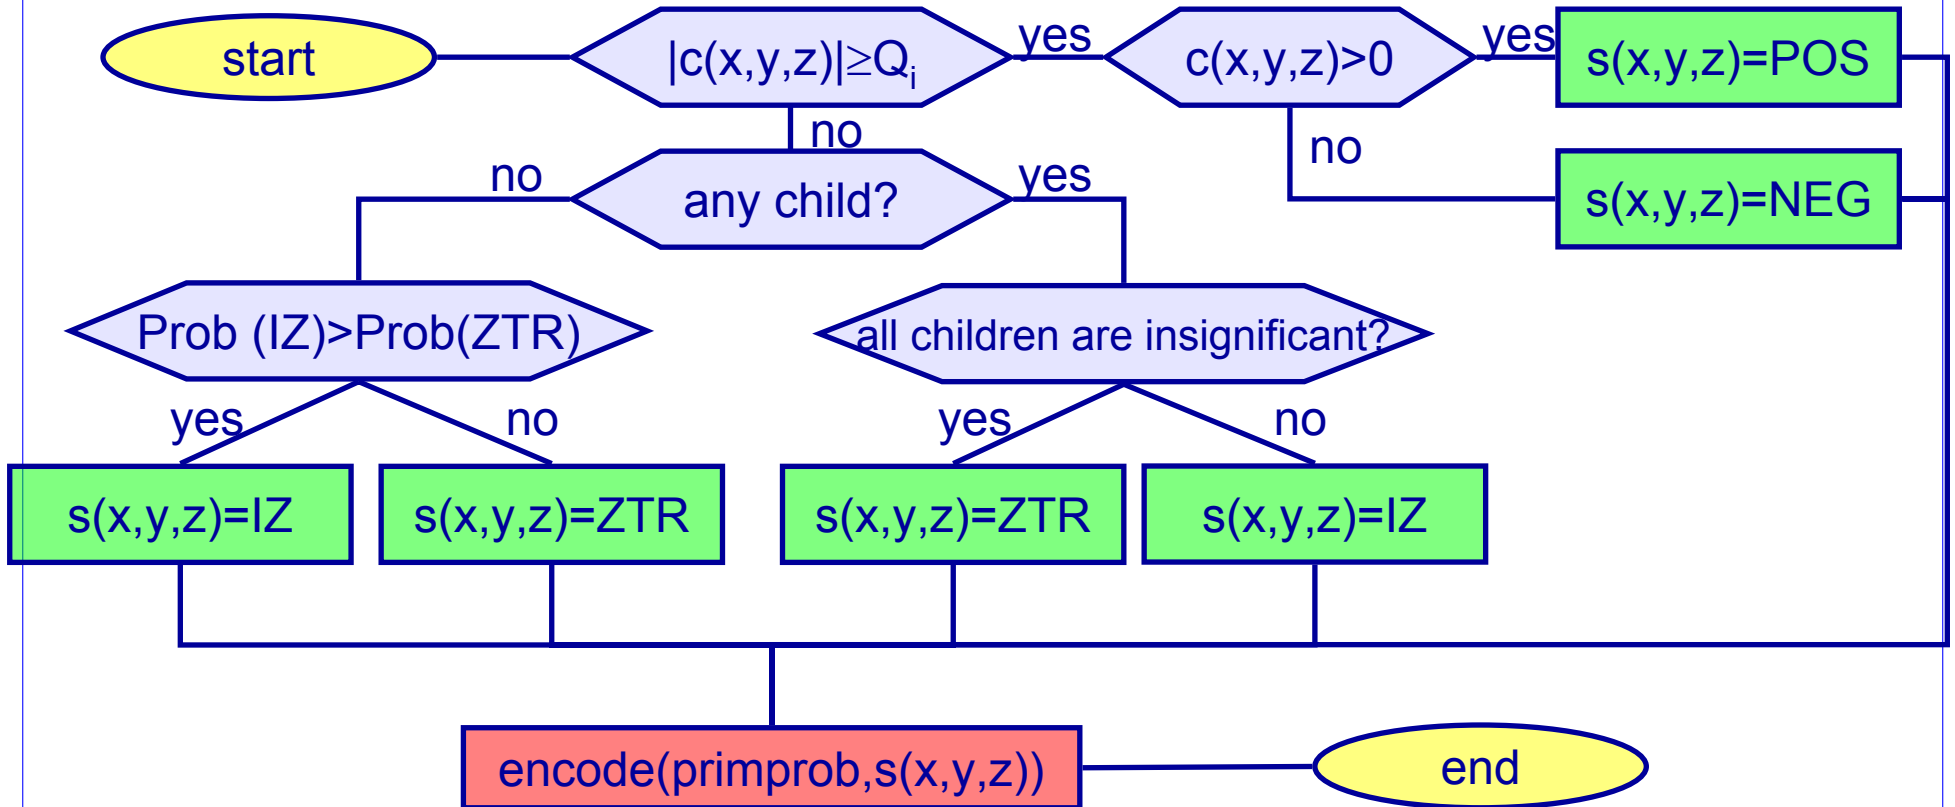 start
|c(x,y,z)|≥Qi
yes
c(x,y,z)>0
yes
s(x,y,z)=POS
no
no
no
any child?
yes
s(x,y,z)=NEG
Prob (IZ)>Prob(ZTR)
all children are insignificant?
yes
no
yes
no
s(x,y,z)=IZ
s(x,y,z)=ZTR
s(x,y,z)=ZTR
s(x,y,z)=IZ
encode(primprob,s(x,y,z))
end